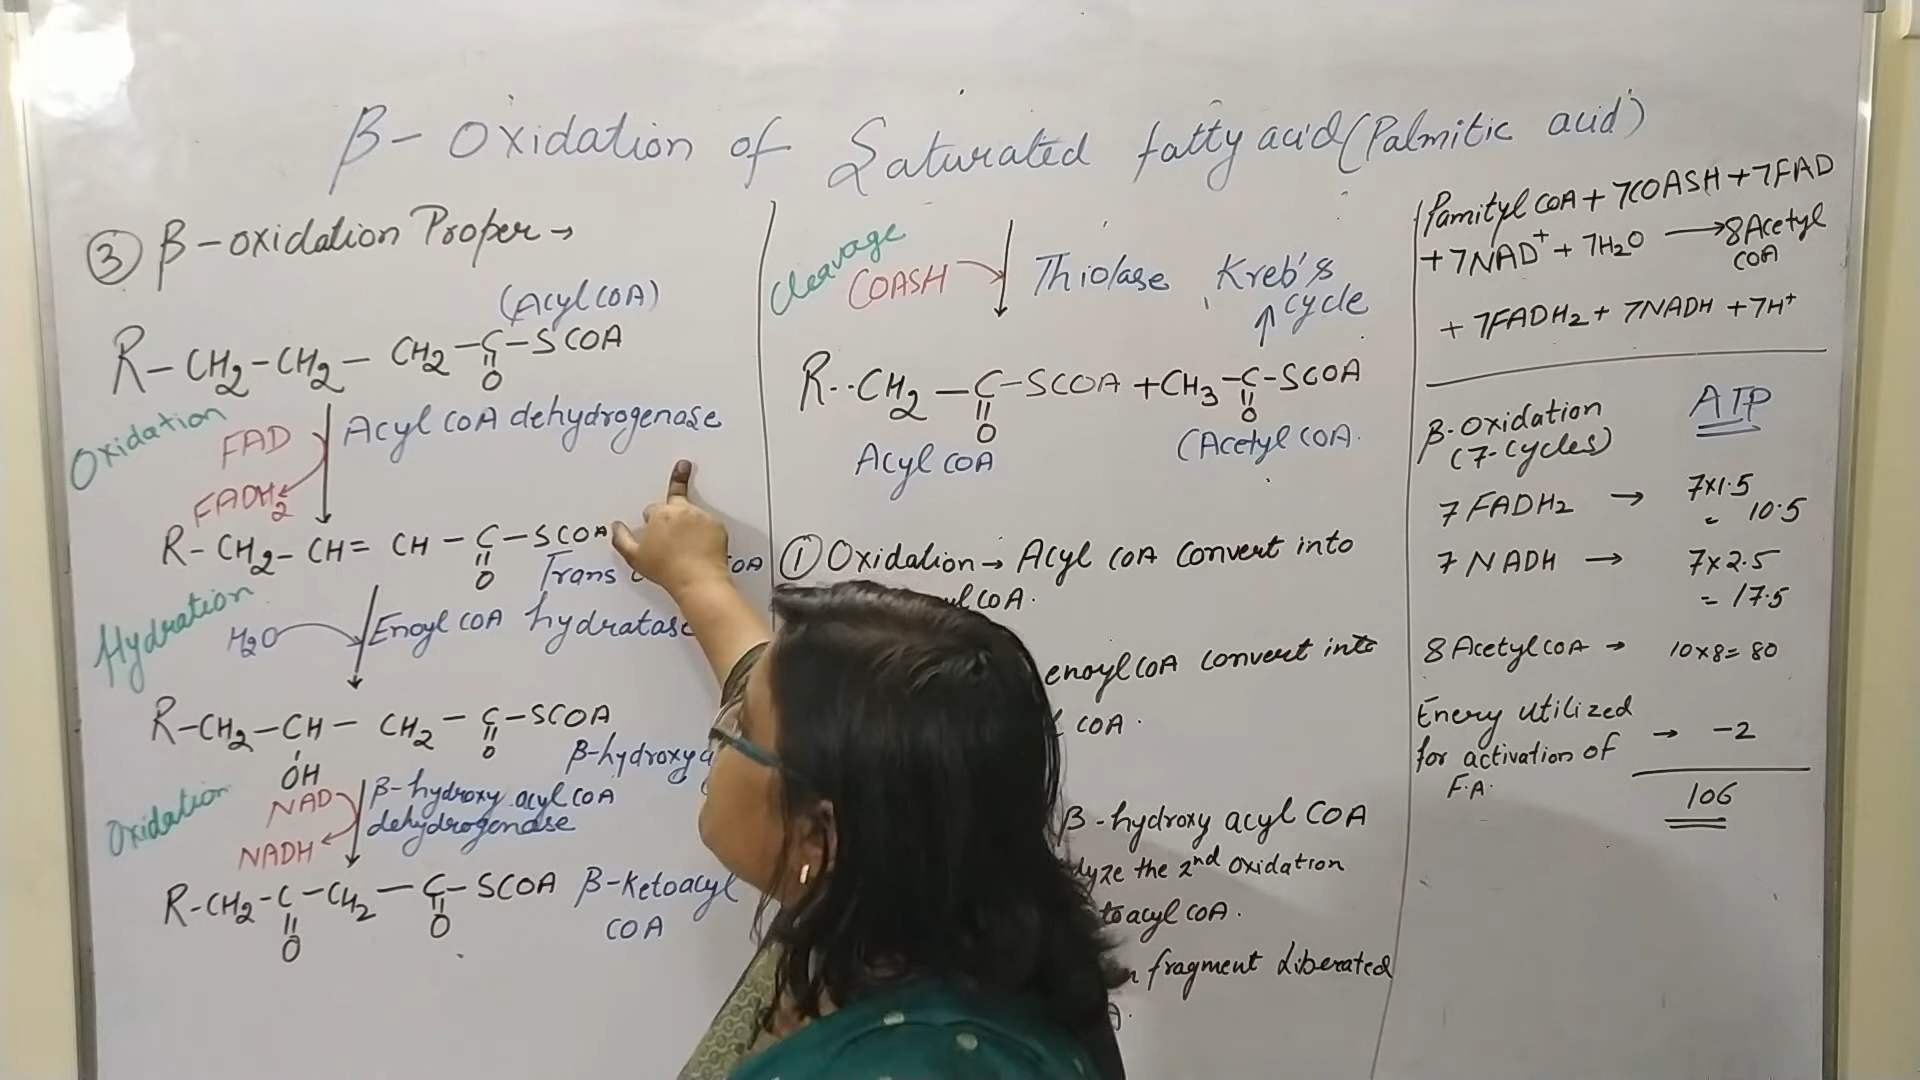 β- Oxidation of Saturated fatty acid (Palmitic acid)
③ β-oxidation Proper →
(Acyl COA)
R-CH2-CH2- CH2-C-SCOA
O
Oxidation
FAD
FADH2
Acyl COA dehydrogenase
R-CH2-CH= CH-C-SCOA
O
Trans
COA
Hydration
H2O
Enoyl COA hydratase
R-CH2-CH- CH2-C-SCOA
OH
O
β-hydroxy
Oxidation
NAD
NADH
β-hydroxy acyl COA
dehydrogenase
R-CH2-C-CH2-C-SCOA
O
O
β-Ketoacyl
COA
Cleavage
COASH
Thiolase
Kreb's
cycle
R--CH2-C-SCOA+CH3-C-SCOA
O
O
Acyl COA
(Acetyl COA.
① Oxidation → Acyl COA Convert into
COA.
enoyl COA Convert into
COA.
β-hydroxy acyl COA
the 2nd Oxidation
COA.
fragment Liberated
Pamityl COA + 7COASH + 7FAD
+ 7NAD+ + 7H2O → 8Acetyl
COA
+ 7FADH2 + 7NADH + 7H+
ATP
β-Oxidation
(7-Cycles)
7 FADH2 → 7x1.5
= 10.5
7 NADH → 7x2.5
= 17.5
8 Acetyl COA → 10x8= 80
Enery utilized
for activation of
F.A.
→ -2
106